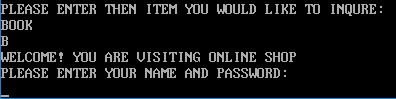 PLEASE ENTER THEN ITEM YOU WOULD LIKE TO INQURE:
BOOK
B
WELCOME! YOU ARE VISITING ONLINE SHOP
PLEASE ENTER YOUR NAME AND PASSWORD:
_